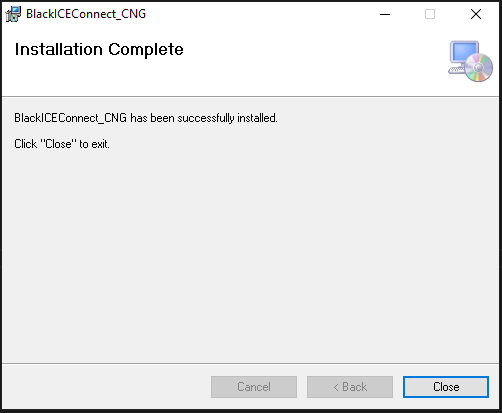 BlackICEConnect_CNG
Installation Complete
BlackICEConnect_CNG has been successfully installed.
Click "Close" to exit.
Cancel
< Back
Close